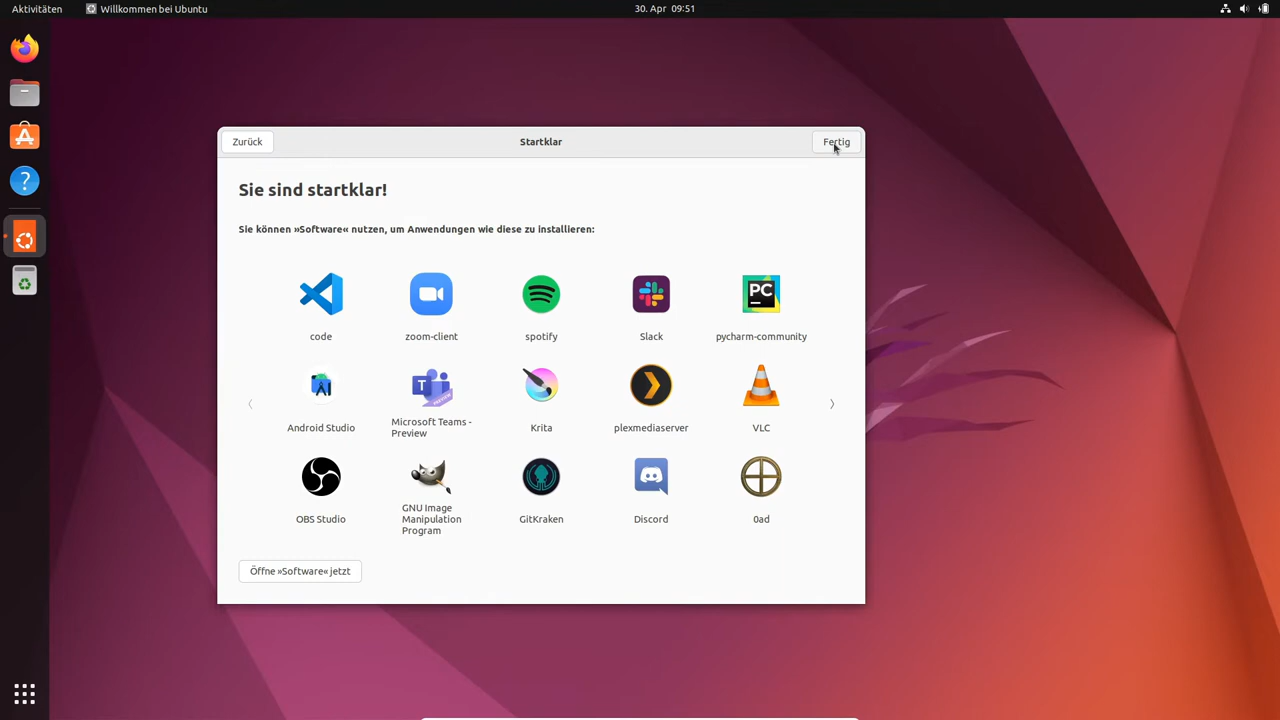 Aktivitäten
Willkommen bei Ubuntu
30. Apr 09:51
Zurück
Startklar
Fertig
Sie sind startklar!
Sie können »Software« nutzen, um Anwendungen wie diese zu installieren:
code
zoom-client
spotify
Slack
PC
pycharm-community
Android Studio
T
PREVIEW
Microsoft Teams -
Preview
Krita
plexmediaserver
VLC
OBS Studio
GNU Image
Manipulation
Program
GitKraken
Discord
0ad
Öffne »Software« jetzt